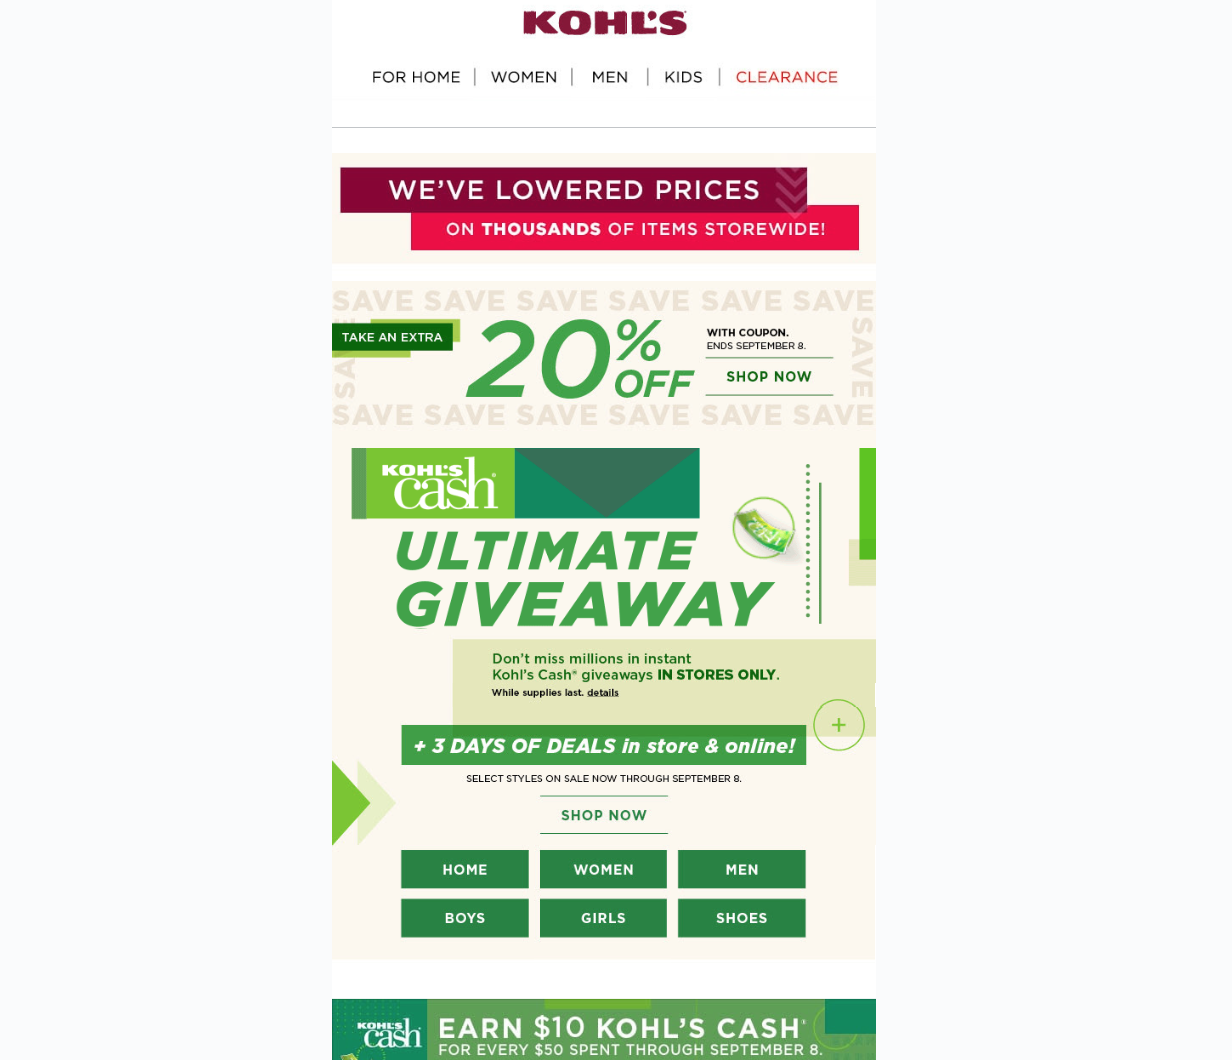 KOHL'S
FOR HOME | WOMEN | MEN | KIDS | CLEARANCE
WE'VE LOWERED PRICES
ON THOUSANDS OF ITEMS STOREWIDE!
SAVE SAVE SAVE SAVE SAVE SAVE
SAVE
TAKE AN EXTRA
20% OFF
WITH COUPON.
ENDS SEPTEMBER 8.
SHOP NOW
SAVE
SAVE SAVE SAVE SAVE SAVE SAVE
KOHL'S
cash®
ULTIMATE
GIVEAWAY
Don't miss millions in instant
Kohl's Cash® giveaways IN STORES ONLY.
While supplies last. details
+
+ 3 DAYS OF DEALS in store & online!
SELECT STYLES ON SALE NOW THROUGH SEPTEMBER 8.
SHOP NOW
HOME WOMEN MEN
BOYS GIRLS SHOES
KOHL'S
cash®
EARN $10 KOHL'S CASH®
FOR EVERY $50 SPENT THROUGH SEPTEMBER 8.